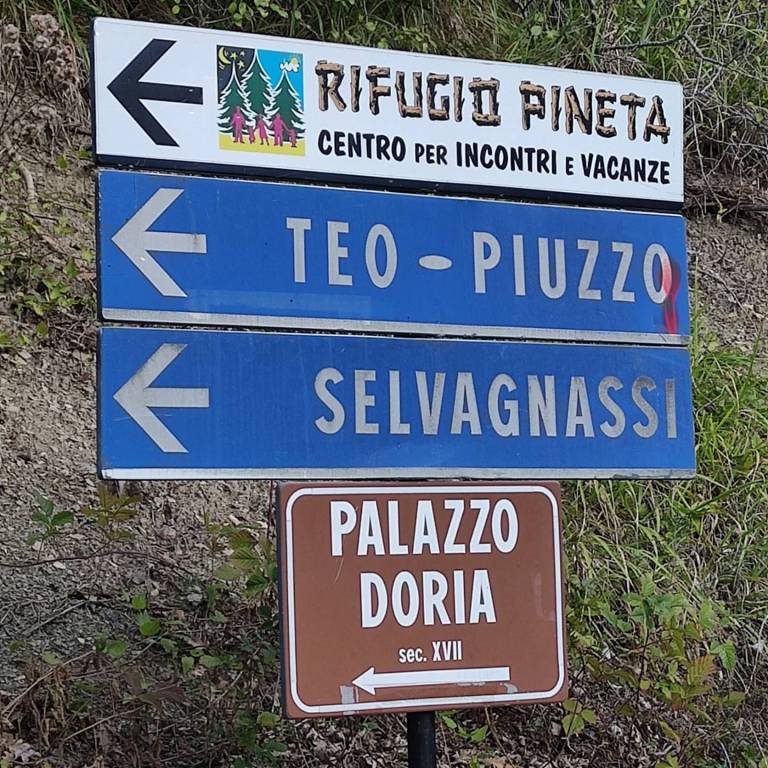 RIFUGIO PINETA
CENTRO PER INCONTRI E VACANZE
TEO - PIUZZO
SELVAGNASSI
PALAZZO
DORIA
sec. XVII